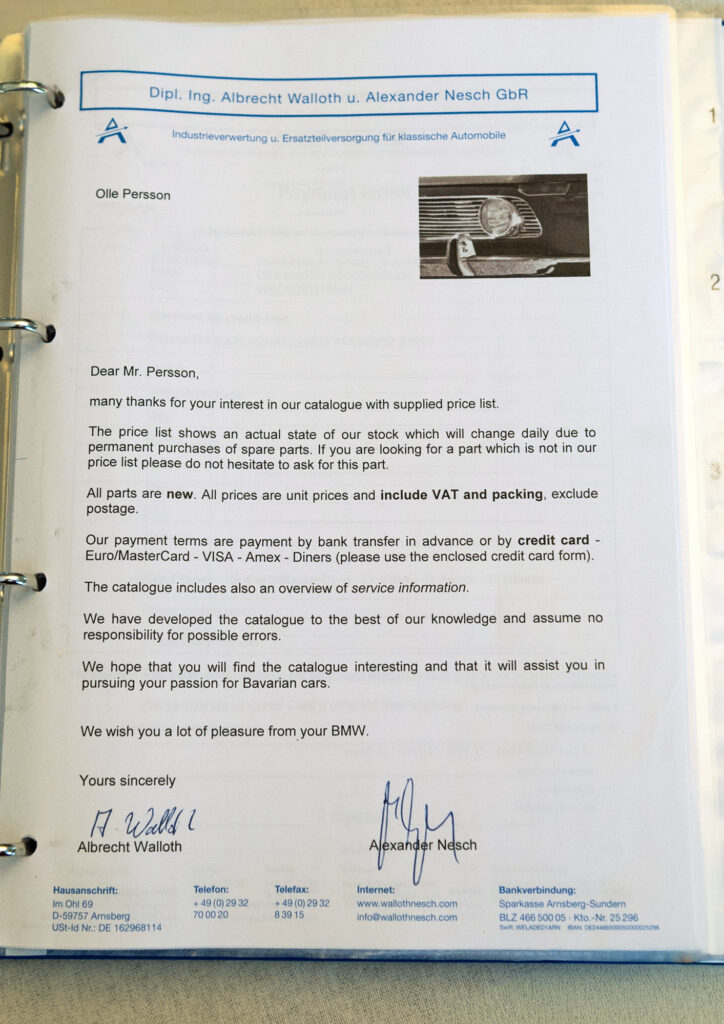 Dipl. Ing. Albrecht Walloth u. Alexander Nesch GbR
Industrieverwertung u. Ersatzteilversorgung für klassische Automobile
Olle Persson
Dear Mr. Persson,
many thanks for your interest in our catalogue with supplied price list.
The price list shows an actual state of our stock which will change daily due to
permanent purchases of spare parts. If you are looking for a part which is not in our
price list please do not hesitate to ask for this part.
All parts are new. All prices are unit prices and include VAT and packing, exclude
postage.
Our payment terms are payment by bank transfer in advance or by credit card -
Euro/MasterCard - VISA - Amex - Diners (please use the enclosed credit card form).
The catalogue includes also an overview of service information.
We have developed the catalogue to the best of our knowledge and assume no
responsibility for possible errors.
We hope that you will find the catalogue interesting and that it will assist you in
pursuing your passion for Bavarian cars.
We wish you a lot of pleasure from your BMW.
Yours sincerely
A. Walloth
Albrecht Walloth
Alexander Nesch
Hausanschrift:
Im Ohl 69
D-59757 Arnsberg
USt-Id Nr.: DE 162968114
Telefon:
+ 49 (0) 29 32
70 00 20
Telefax:
+ 49 (0) 29 32
8 39 15
Internet:
www.wallothnesch.com
info@wallothnesch.com
Bankverbindung:
Sparkasse Arnsberg-Sundern
BLZ 466 500 05 · Kto.-Nr. 25 296
Swift: WELADED1ARN IBAN: DE24466500050000025296
1
2
3